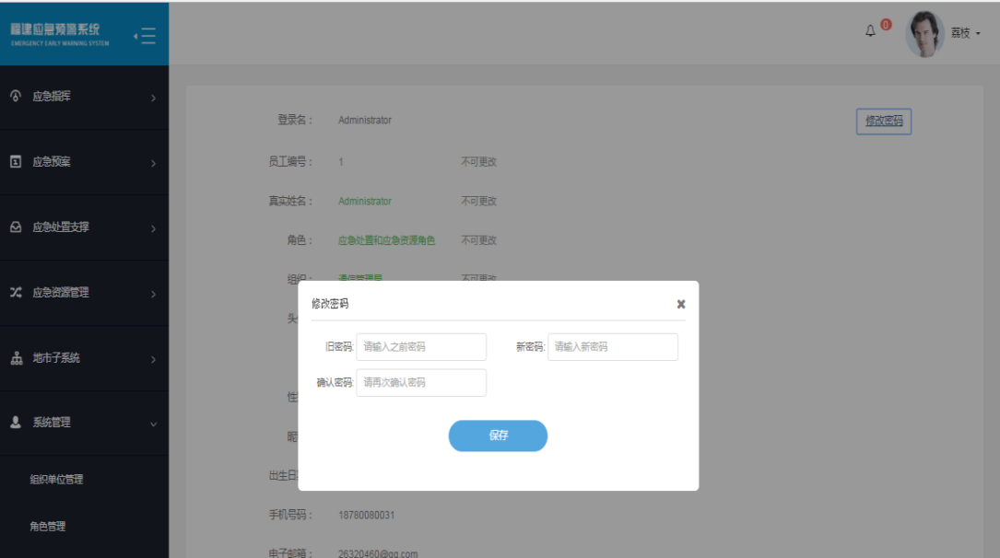 福建应急预警系统
EMERGENCY EARLY WARNING SYSTEM
0
荔枝
应急指挥
应急预案
应急处置支撑
应急资源管理
地市子系统
系统管理
组织单位管理
角色管理
登录名： Administrator
修改密码
员工编号： 1 不可更改
真实姓名： Administrator 不可更改
角色： 应急处置和应急资源角色 不可更改
组织： 通信管理局 不可更改
头
修改密码
旧密码: 请输入之前密码 新密码: 请输入新密码
确认密码: 请再次确认密码
保存
性
昵
出生日
手机号码： 18780080031
电子邮箱： 26320460@qq.com